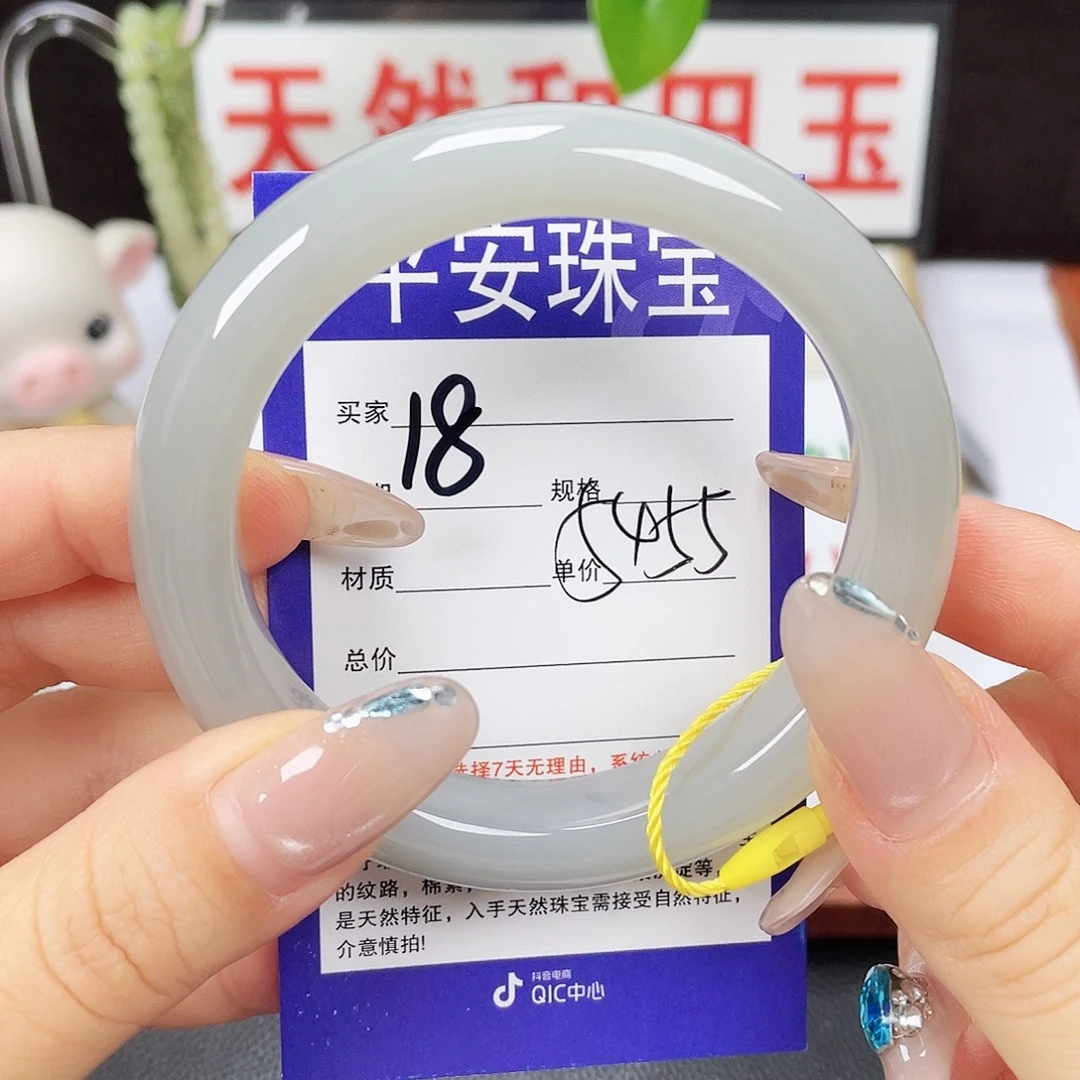 天然和田玉
平安珠宝
买家 18
规格 5455
材质
单价
总价
选择7天无理由，系统
的纹路，棉絮，
是天然特征，入手天然珠宝需接受自然特征，
介意慎拍!
抖音电商
QIC中心